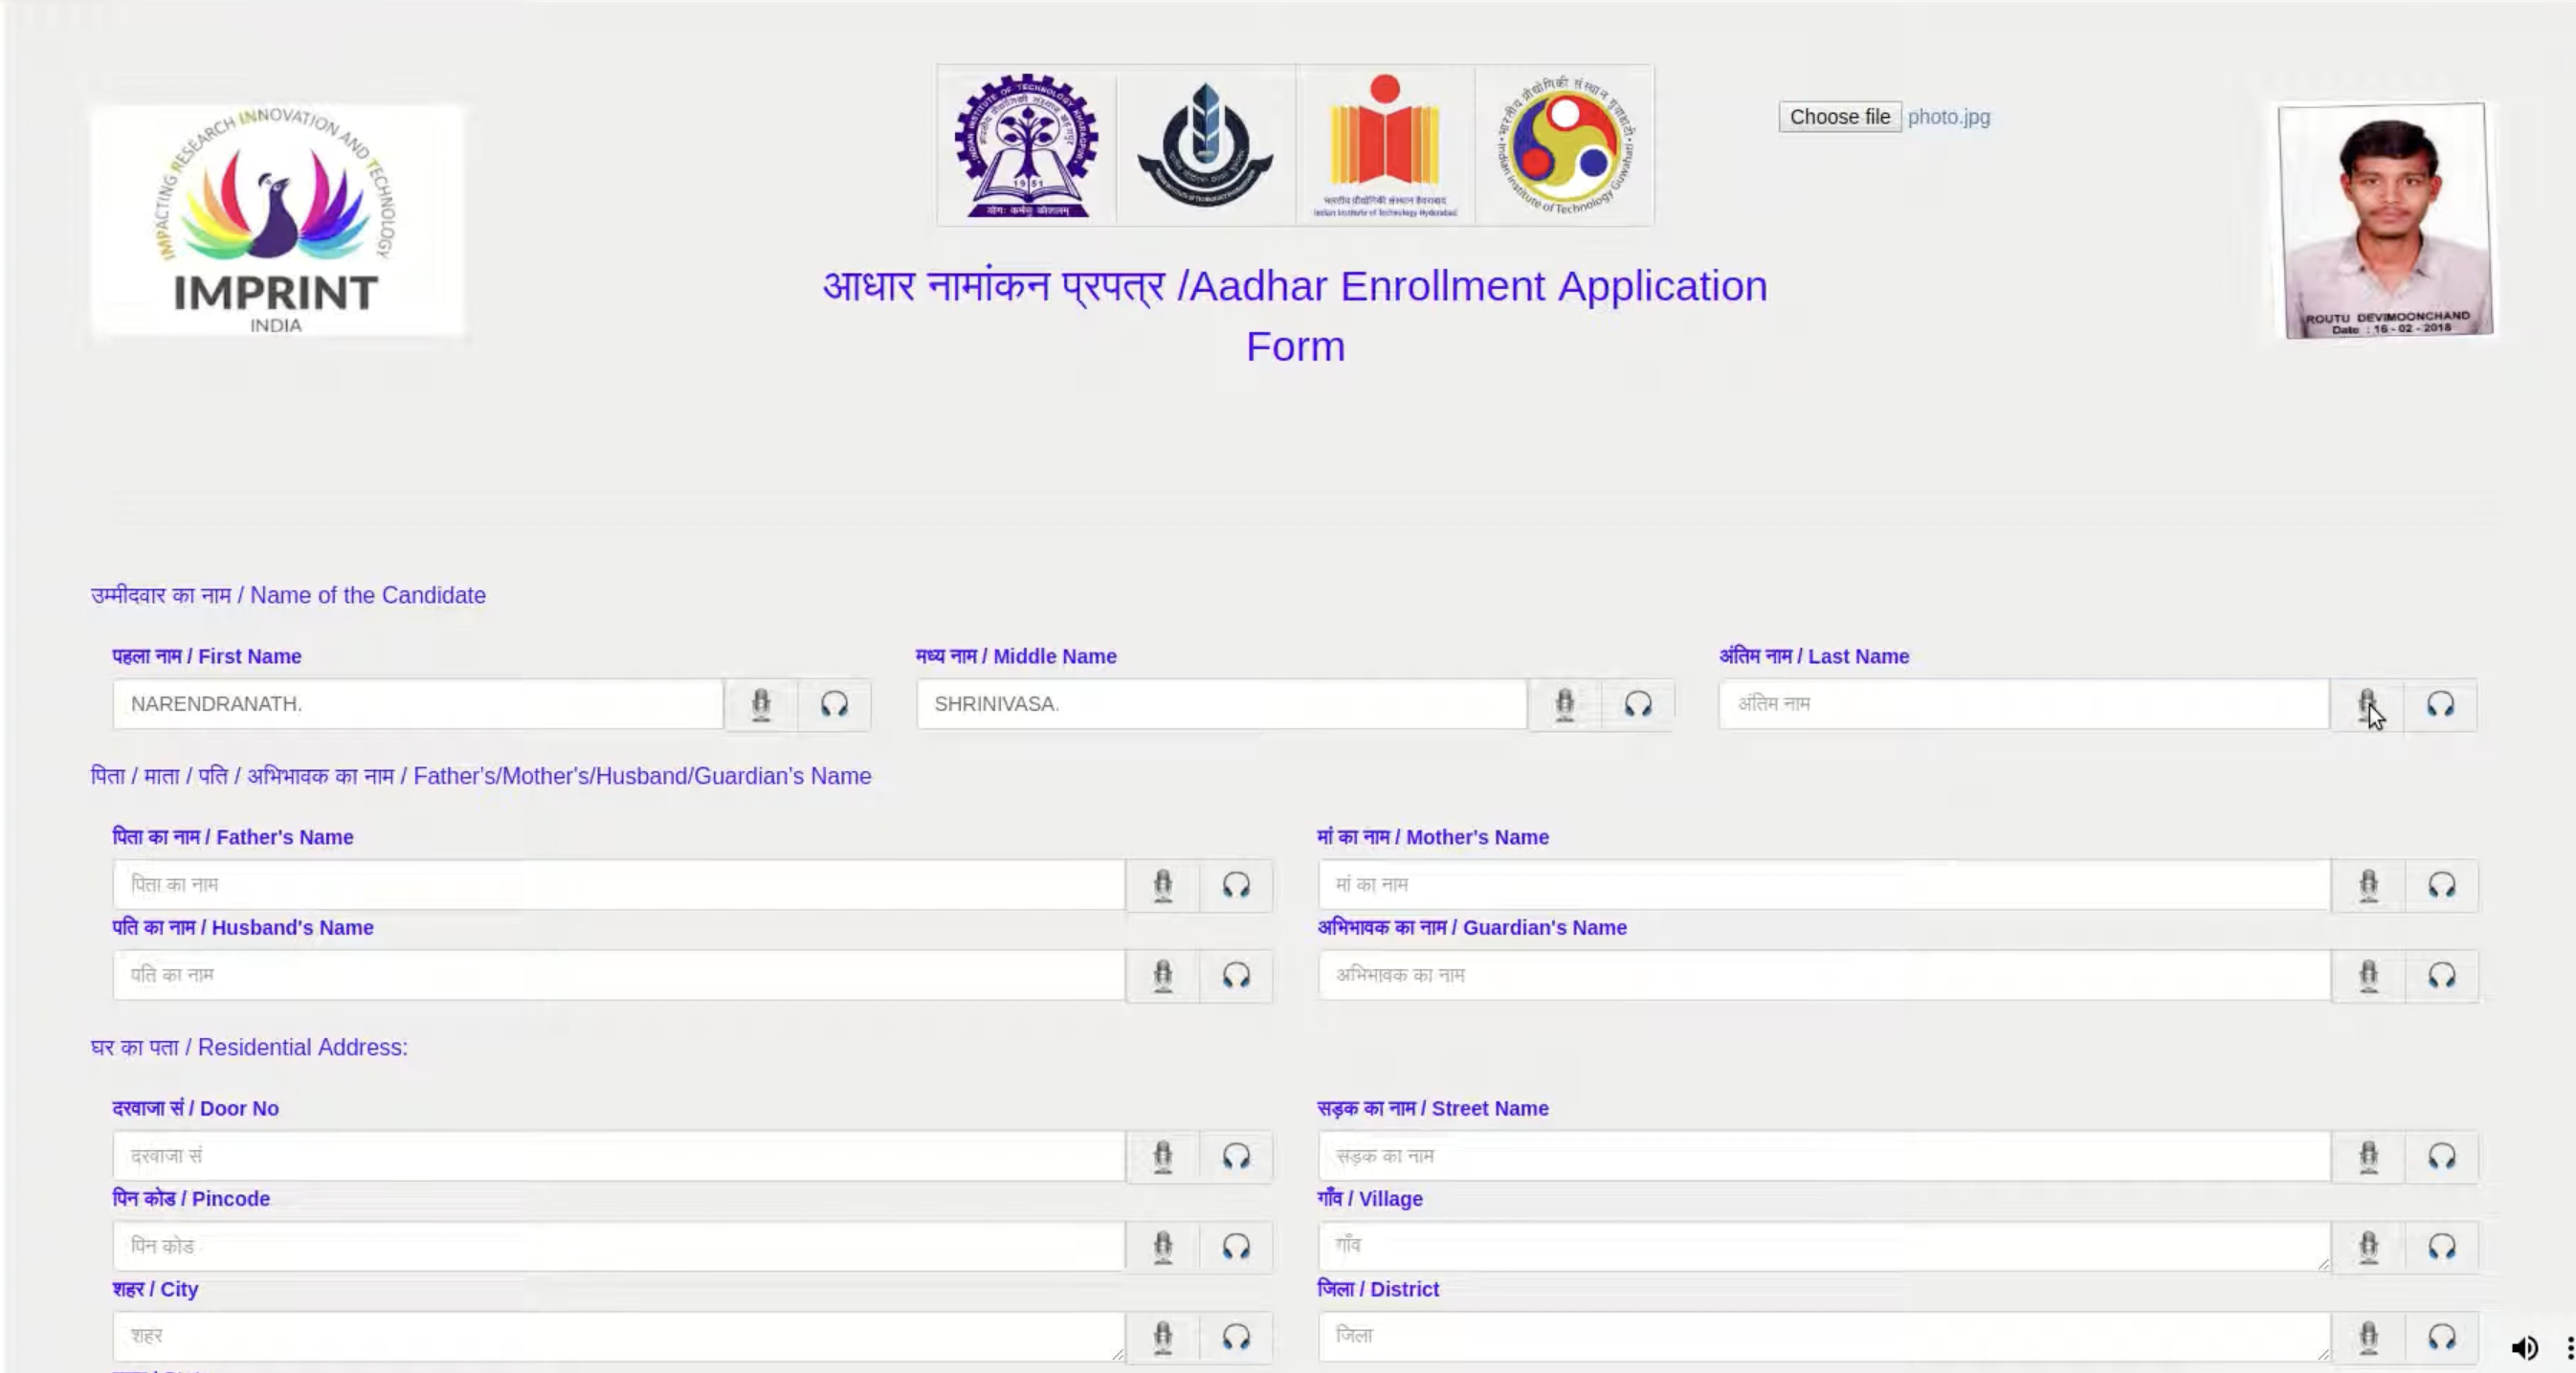 IMPACTING RESEARCH INNOVATION AND TECHNOLOGY
IMPRINT
INDIA
INDIAN INSTITUTE OF TECHNOLOGY KHARAGPUR
1951
योगः कर्मसु कौशलम्
भारतीय प्रौद्योगिकी संस्थान हैदराबाद
Indian Institute of Technology Hyderabad
भारतीय प्रौद्योगिकी संस्थान गुवाहाटी
Indian Institute of Technology Guwahati
Choose file photo.jpg
ROUTU DEVIMOONCHAND
Date : 16 - 02 - 2018
आधार नामांकन प्रपत्र /Aadhar Enrollment Application
Form
उम्मीदवार का नाम / Name of the Candidate
पहला नाम / First Name
मध्य नाम / Middle Name
अंतिम नाम / Last Name
NARENDRANATH.
SHRINIVASA.
अंतिम नाम
पिता / माता / पति / अभिभावक का नाम / Father's/Mother's/Husband/Guardian's Name
पिता का नाम / Father's Name
मां का नाम / Mother's Name
पिता का नाम
मां का नाम
पति का नाम / Husband's Name
अभिभावक का नाम / Guardian's Name
पति का नाम
अभिभावक का नाम
घर का पता / Residential Address:
दरवाजा सं / Door No
सड़क का नाम / Street Name
दरवाजा सं
सड़क का नाम
पिन कोड / Pincode
गाँव / Village
पिन कोड
गाँव
शहर / City
जिला / District
शहर
जिला